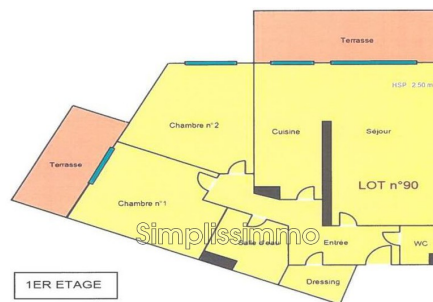 Terrasse
HSP 2.50 m
Chambre n°2
Cuisine
Séjour
Terrasse
LOT n°90
Chambre n°1
Simplissimmo
Salle d'eau
Entrée
WC
Dressing
1ER ETAGE